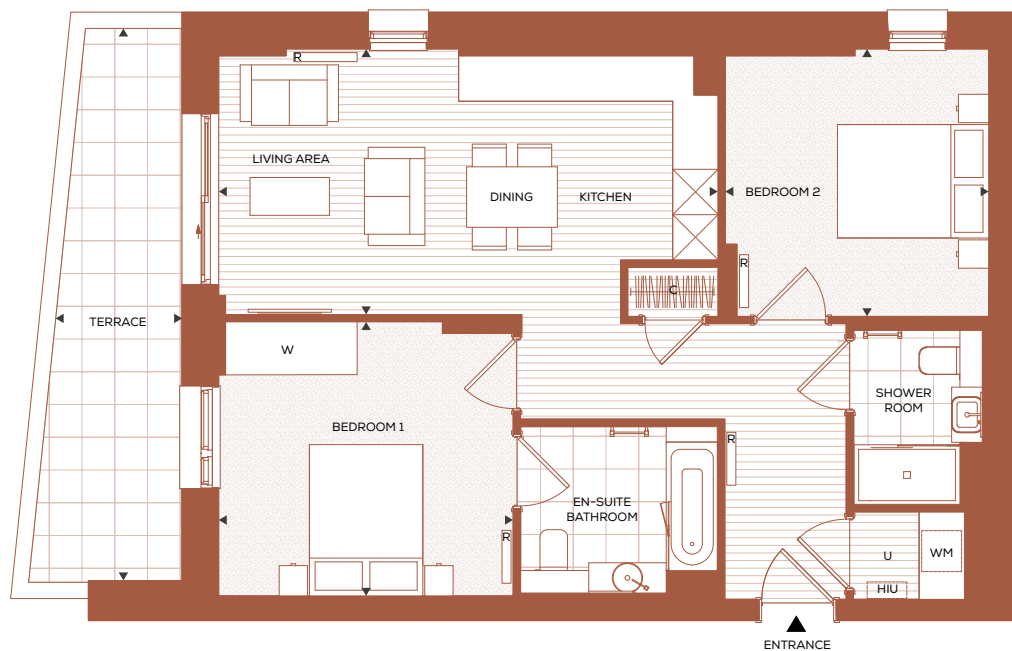 R
LIVING AREA
DINING
KITCHEN
BEDROOM 2
R
C
TERRACE
W
BEDROOM 1
SHOWER
ROOM
R
EN-SUITE
BATHROOM
R
U
WM
HIU
ENTRANCE